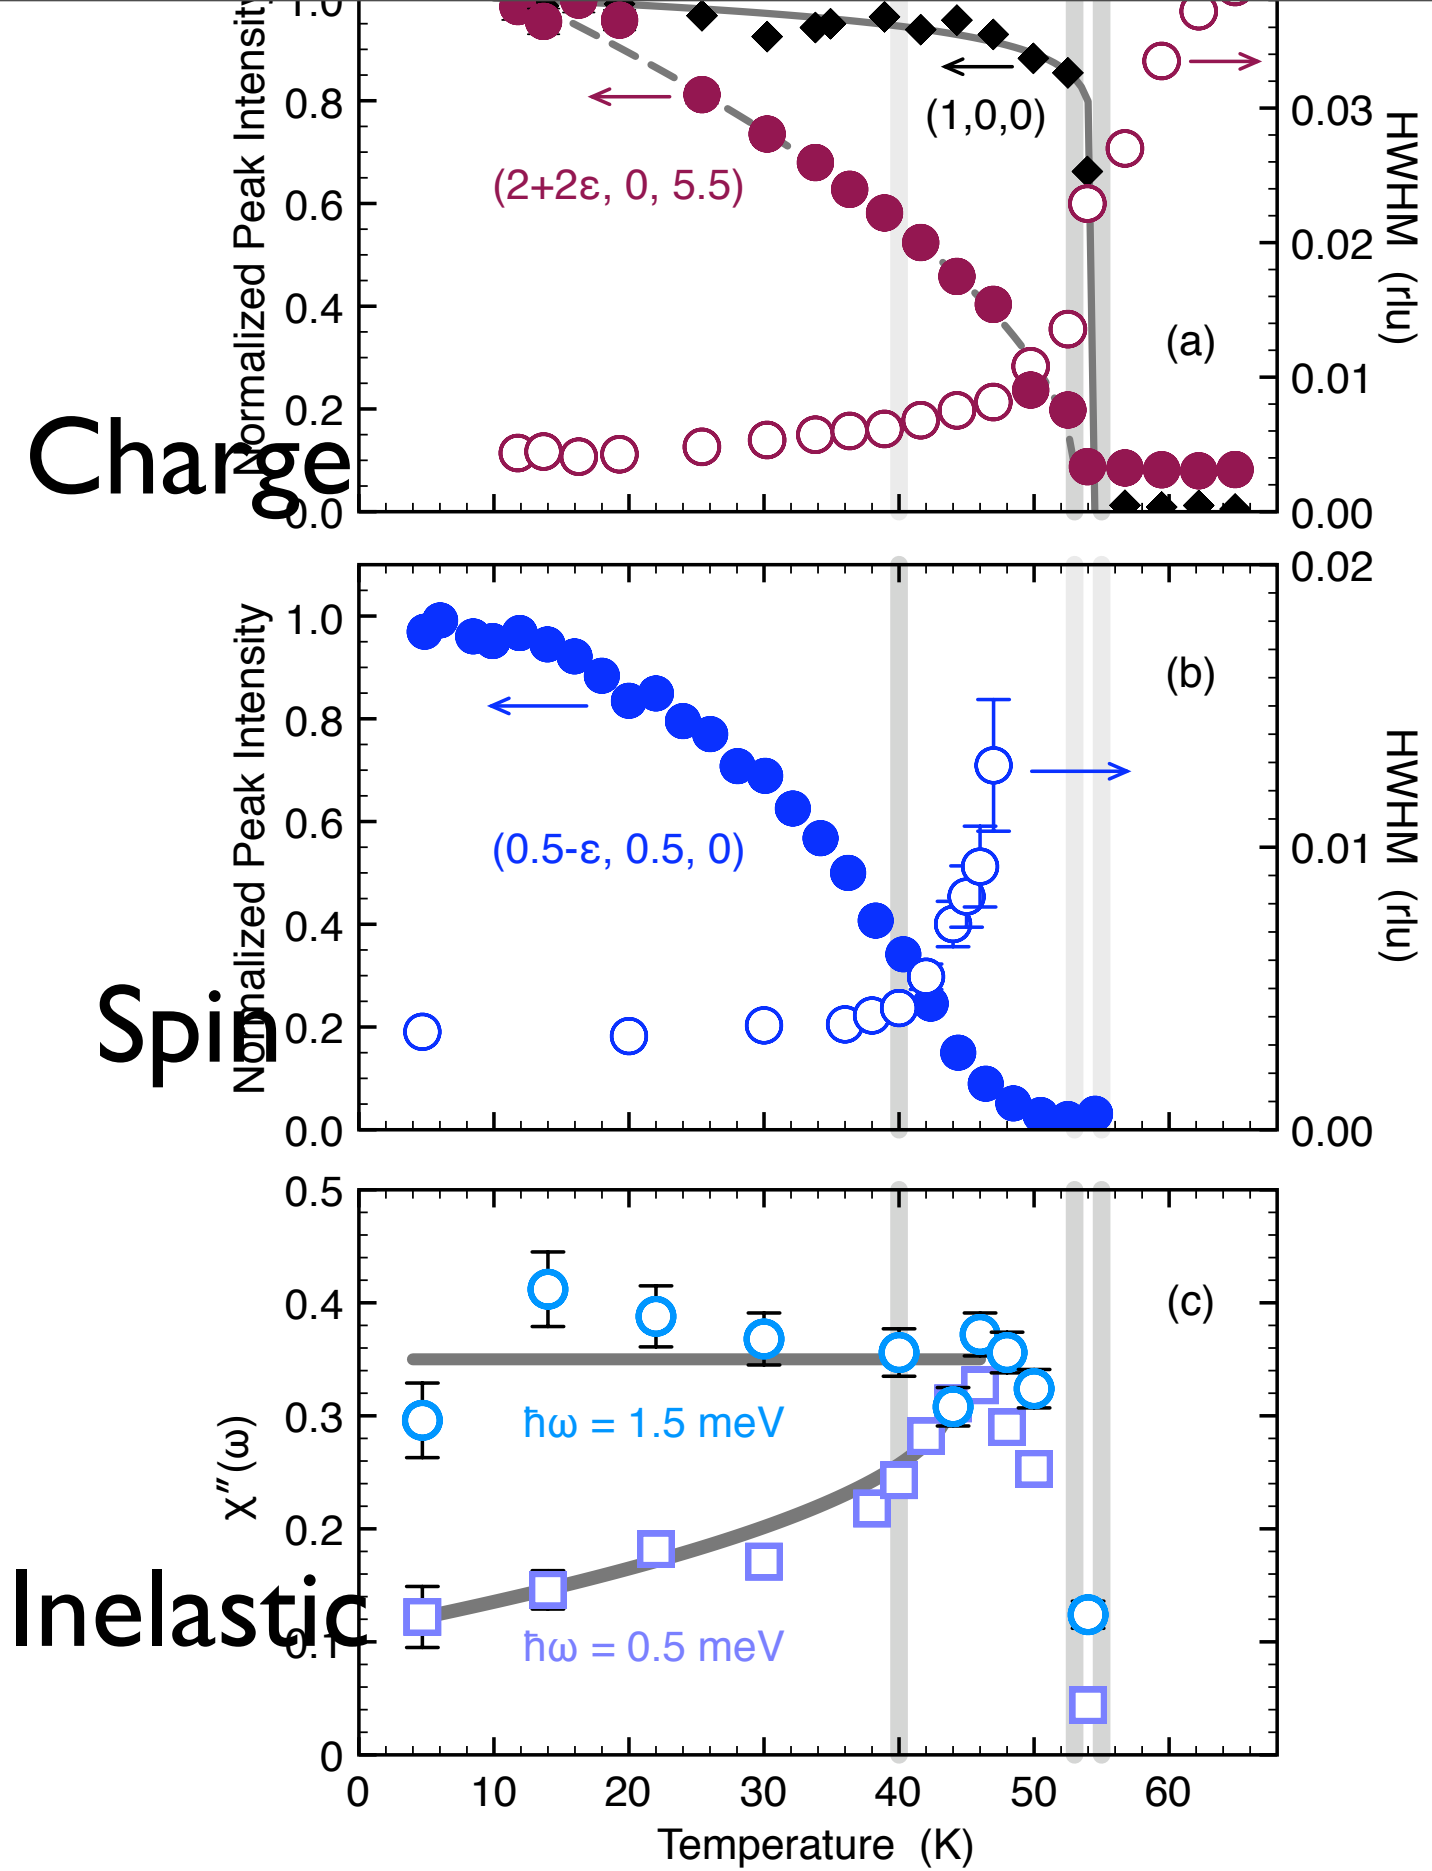 1.0
0.8
0.6
0.4
0.2
0.0
Normalized Peak Intensity
(1,0,0)
(2+2ε, 0, 5.5)
(a)
0.03
0.02
0.01
0.00
HWHM (rlu)
Charge
1.0
0.8
0.6
0.4
0.2
0.0
Normalized Peak Intensity
(b)
(0.5-ε, 0.5, 0)
0.02
0.01
0.00
HWHM (rlu)
Spin
0.5
0.4
0.3
0.2
0.1
0
χ″(ω)
(c)
ħω = 1.5 meV
ħω = 0.5 meV
Inelastic
0 10 20 30 40 50 60
Temperature (K)